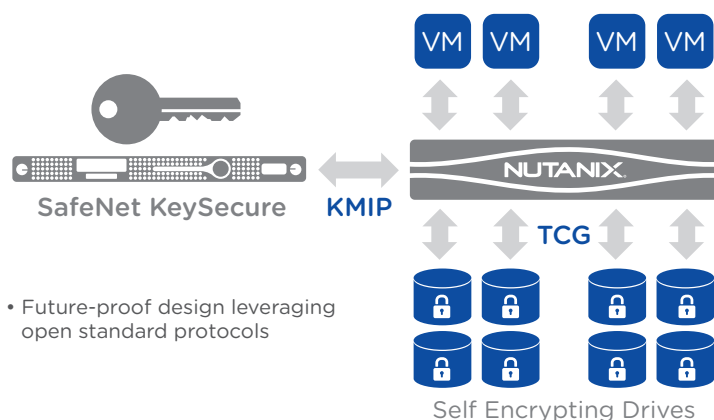 VM VM VM VM
NUTANIX
SafeNet KeySecure
KMIP
TCG
• Future-proof design leveraging
open standard protocols
Self Encrypting Drives